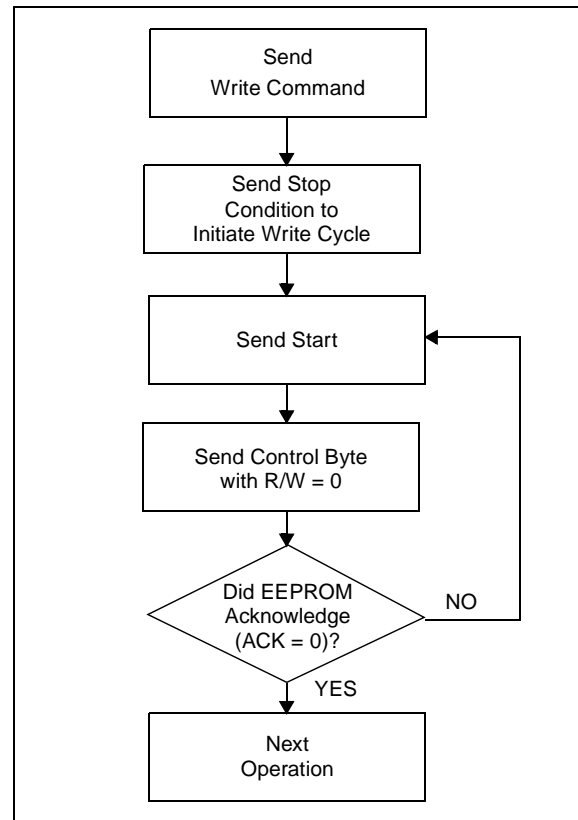 Send
Write Command
Send Stop
Condition to
Initiate Write Cycle
Send Start
Send Control Byte
with R/W = 0
Did EEPROM
Acknowledge
(ACK = 0)?
NO
YES
Next
Operation